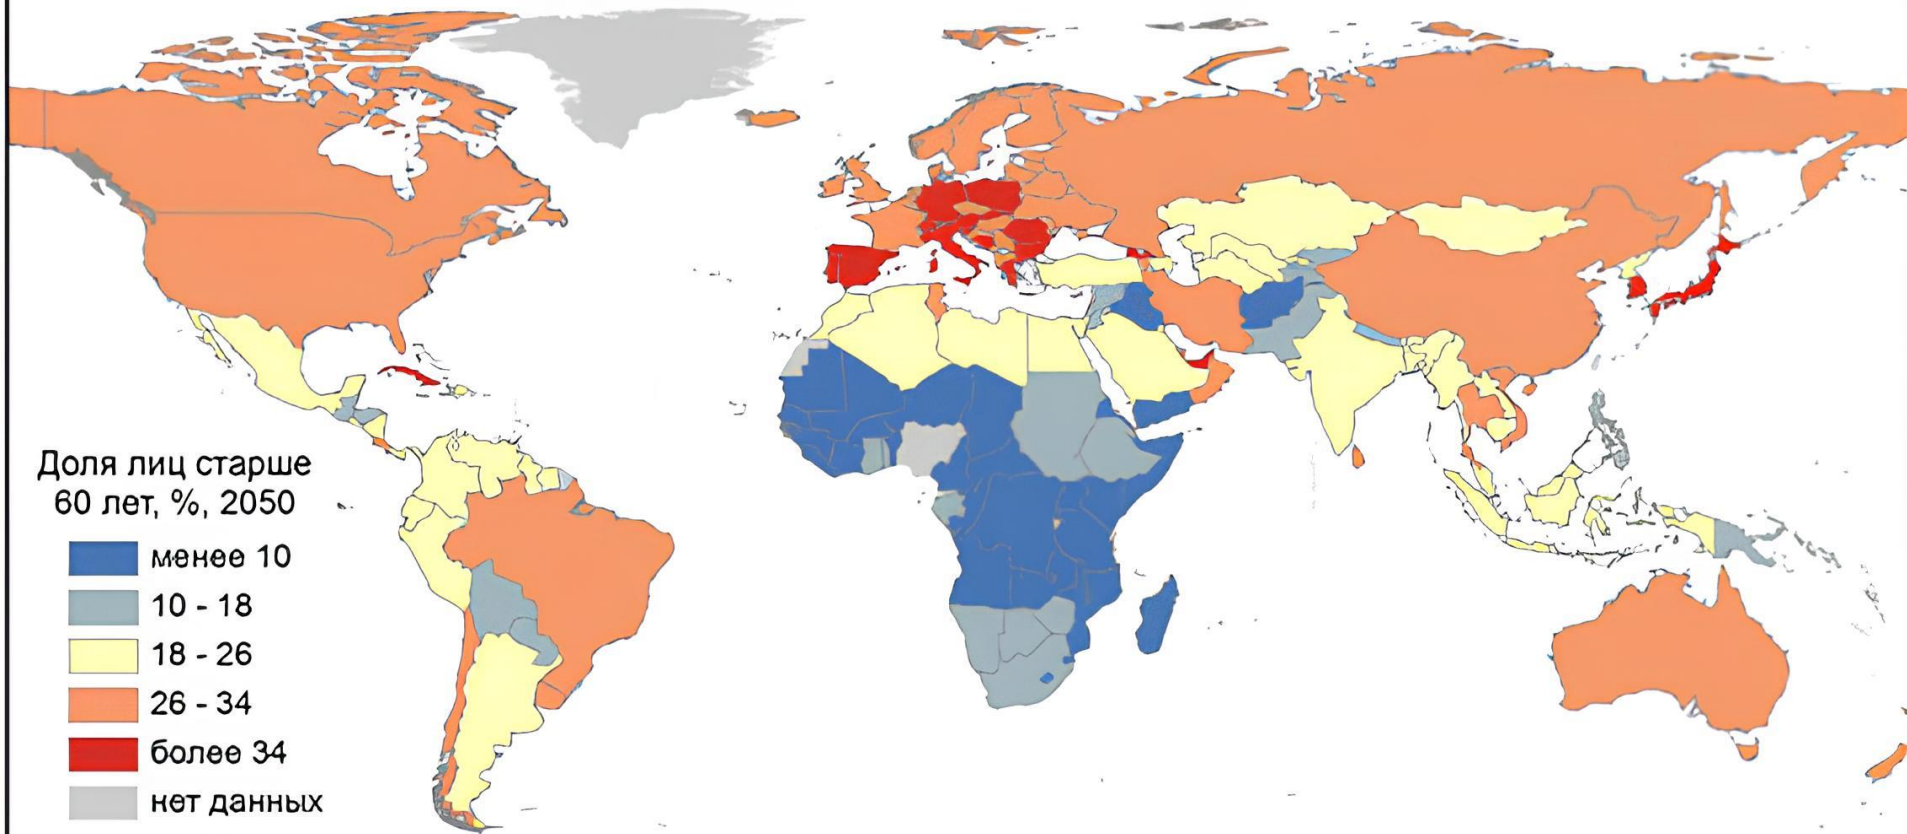 Доля лиц старше
60 лет, %, 2050
менее 10
10 - 18
18 - 26
26 - 34
более 34
нет данных